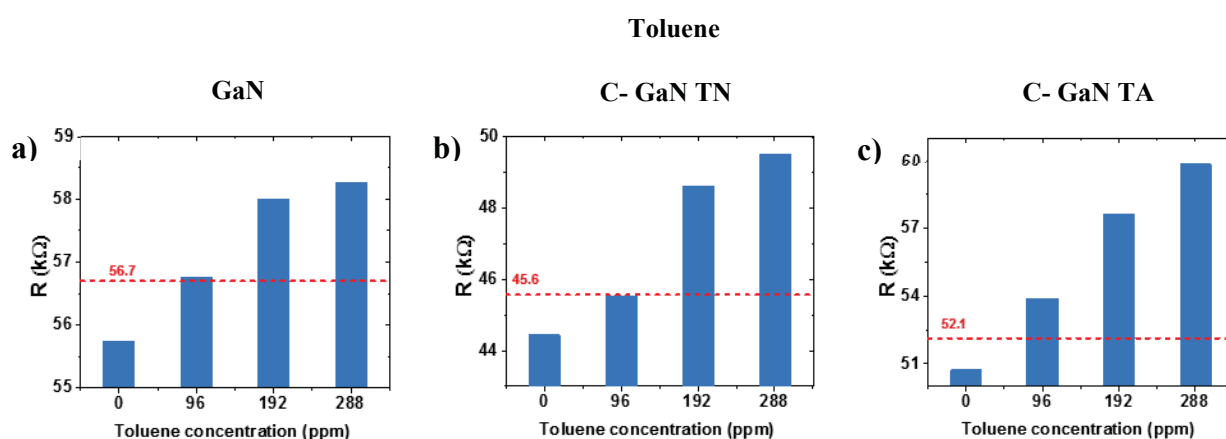 Toluene
GaN
C- GaN TN
C- GaN TA
a)
59
58
57
56
55
R (kΩ)
56.7
0 96 192 288
Toluene concentration (ppm)
b)
50
48
46
44
R (kΩ)
45.6
0 96 192 288
Toluene concentration (ppm)
c)
60
57
54
51
R (kΩ)
52.1
0 96 192 288
Toluene concentration (ppm)